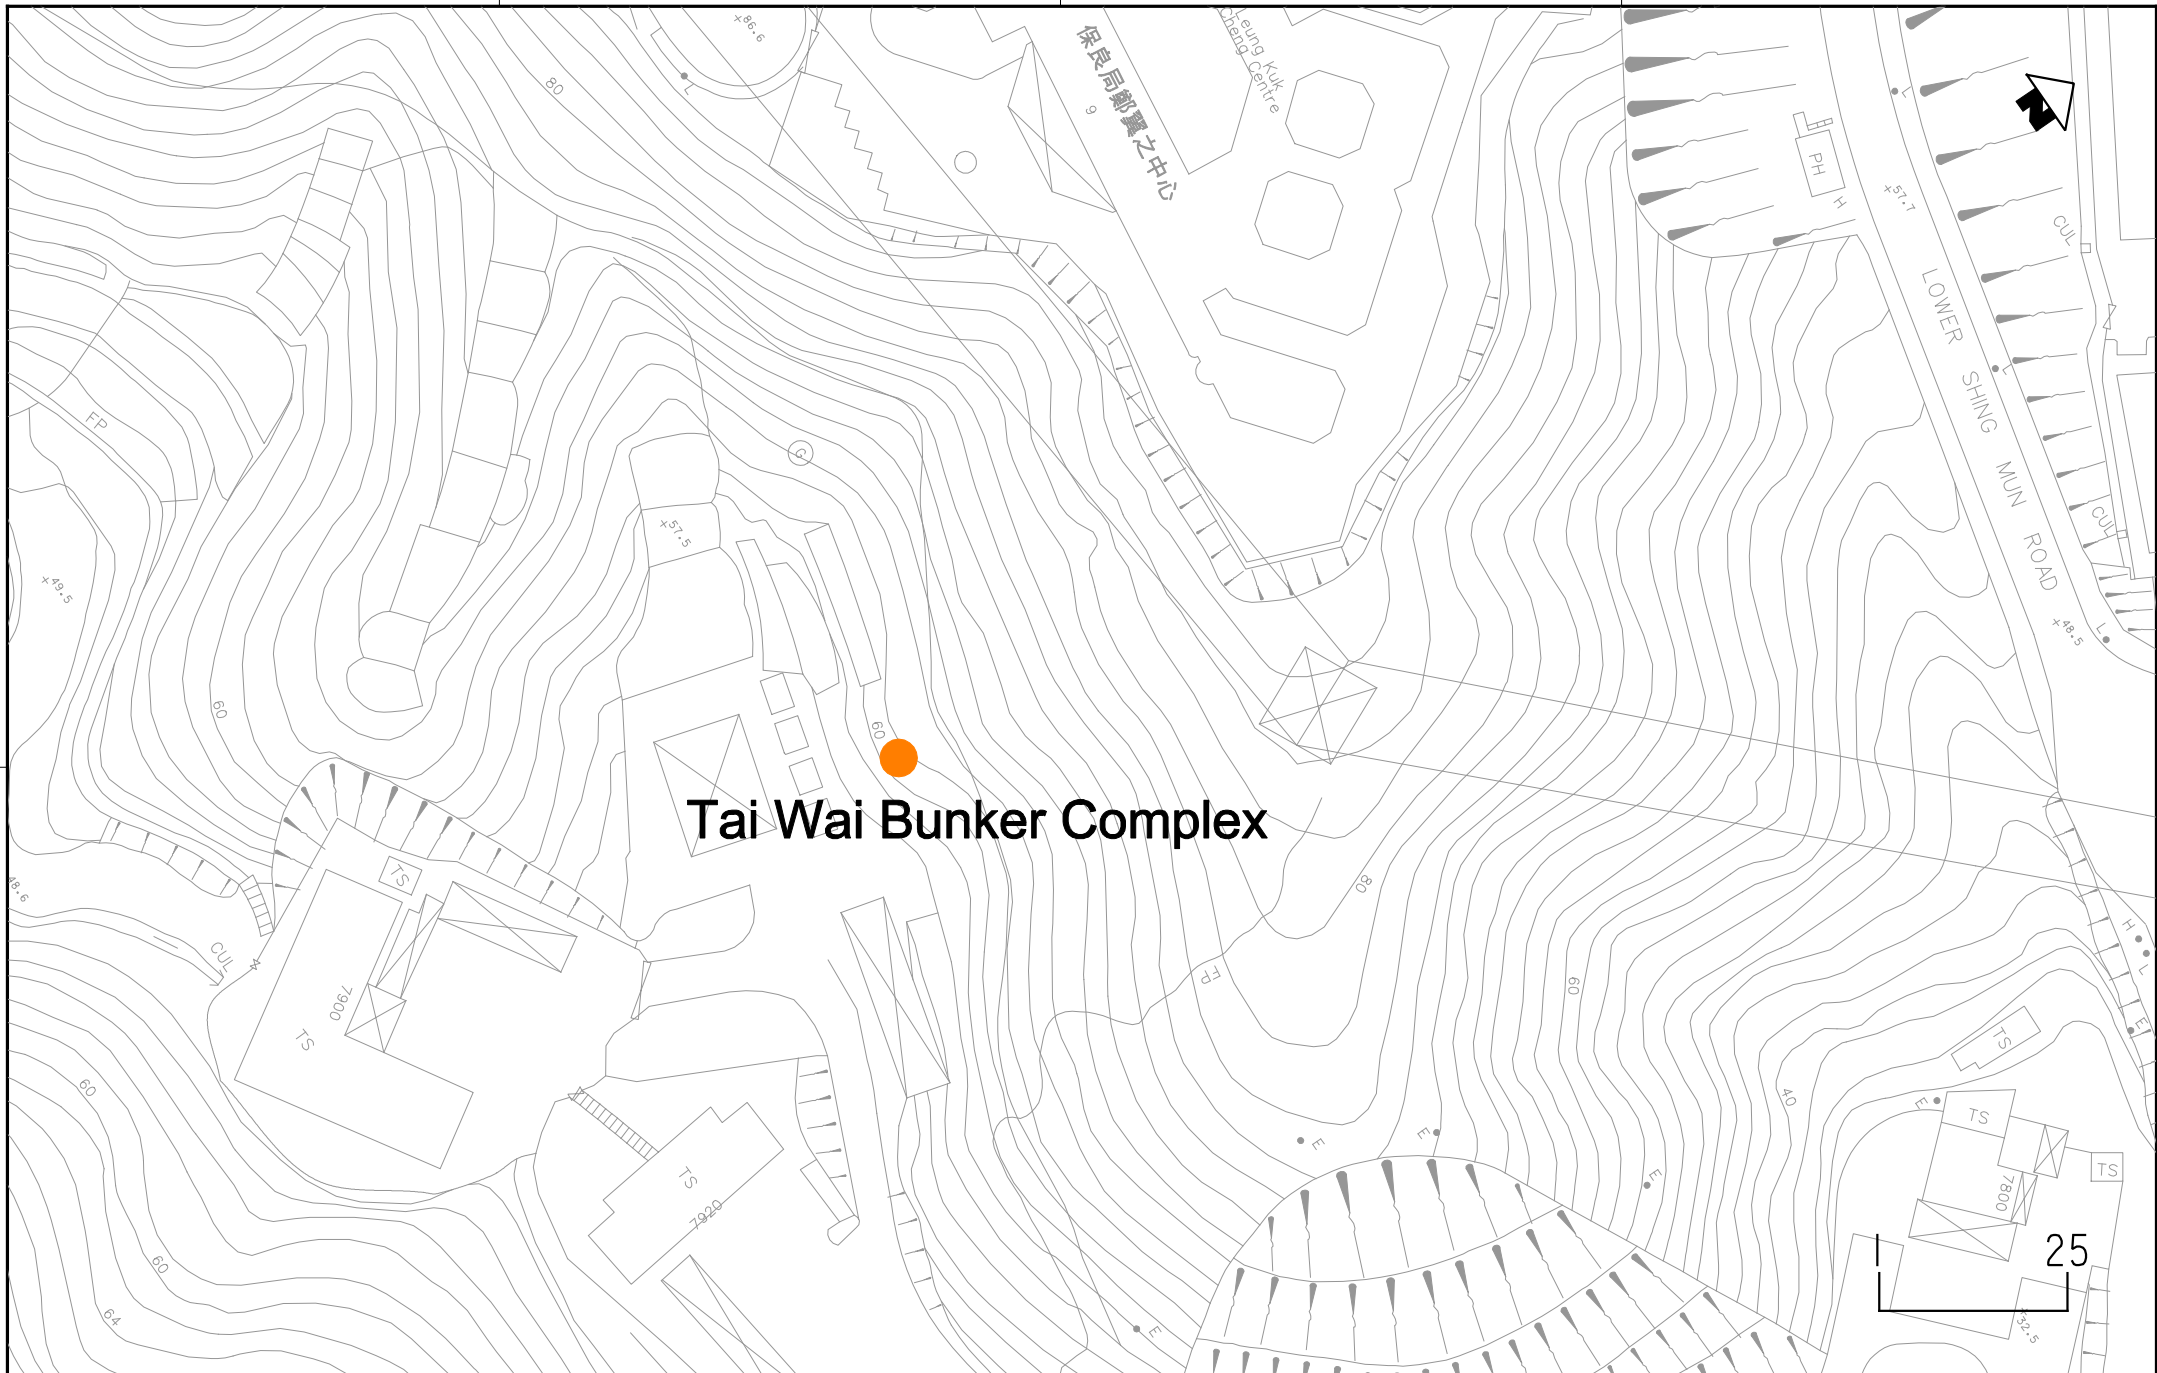 86.6
80
Leung Kuk
Cheng Centre
保良局鄭翼之中心
9
L
L
N
PH
H
57.7
CUL
LOWER SHING MUN ROAD
L
FP
G
57.5
CUL
49.5
48.5
L
60
60
Tai Wai Bunker Complex
TS
80
48.6
CUL
FP
60
H
L
7900
TS
E
TS
60
40
E
TS
E
E
TS
E
TS
7800
7920
60
25
64
E
32.5